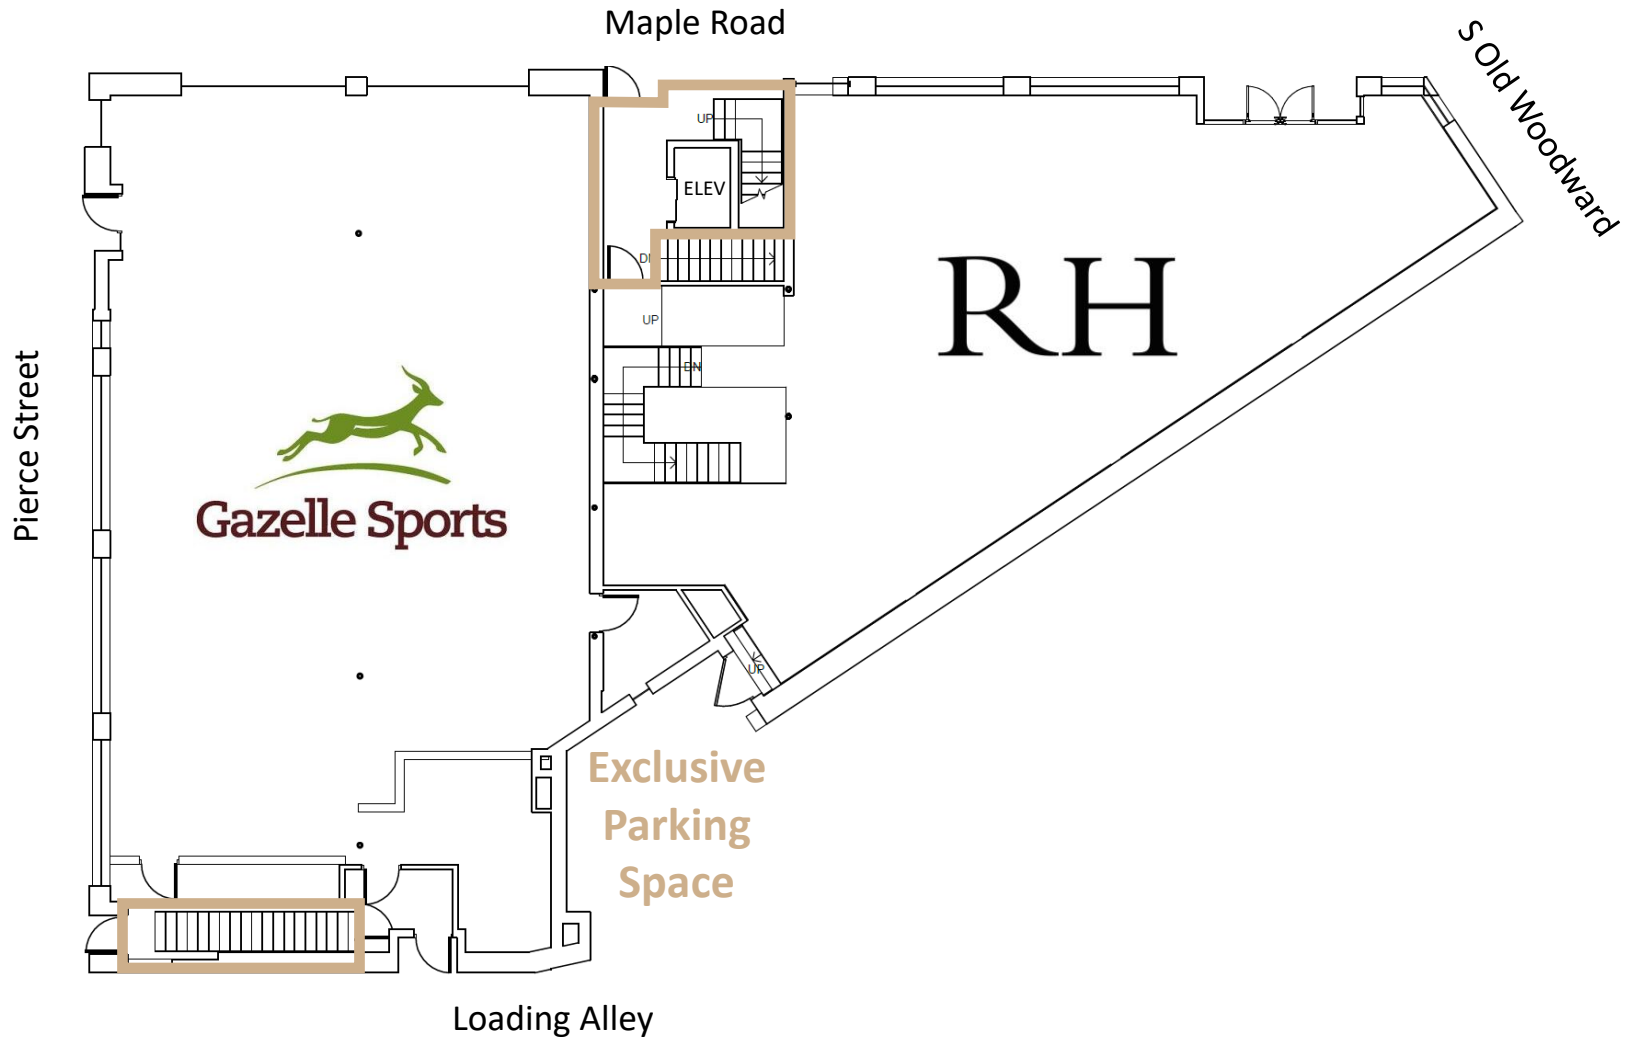 Maple Road
S Old Woodward
UP
ELEV
DN
RH
UP
DN
Pierce Street
Gazelle Sports
UP
Exclusive
Parking
Space
Loading Alley